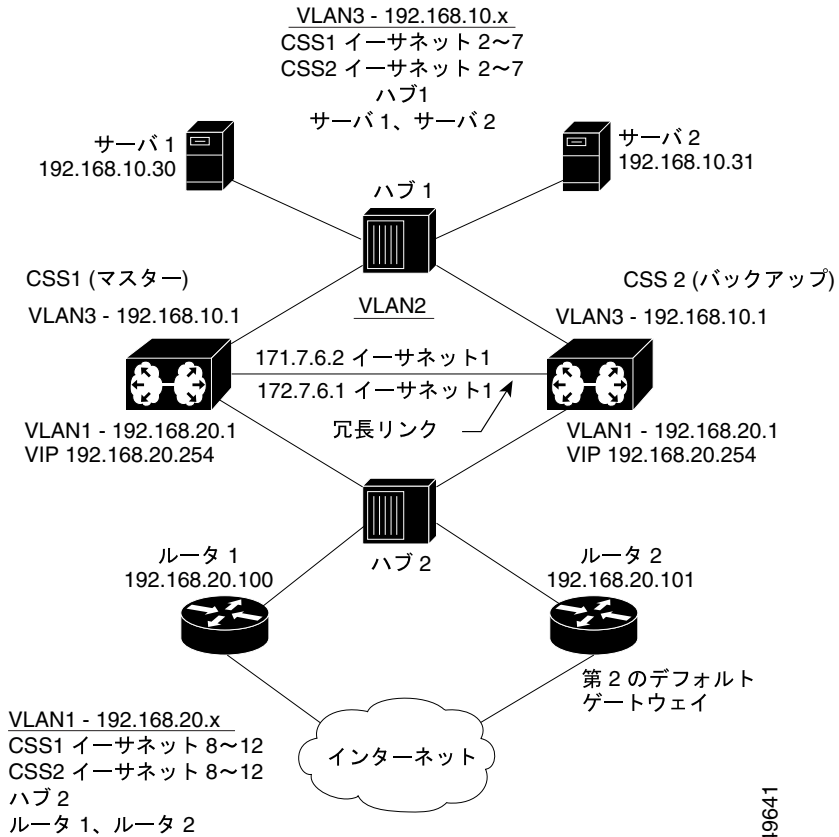 VLAN3 - 192.168.10.x
CSS1 イーサネット 2～7
CSS2 イーサネット 2～7
ハブ1
サーバ 1、サーバ 2
サーバ 1
192.168.10.30
サーバ 2
192.168.10.31
ハブ 1
CSS1 (マスター)
CSS 2 (バックアップ)
VLAN3 - 192.168.10.1
VLAN2
VLAN3 - 192.168.10.1
171.7.6.2 イーサネット1
172.7.6.1 イーサネット1
冗長リンク
VLAN1 - 192.168.20.1
VIP 192.168.20.254
VLAN1 - 192.168.20.1
VIP 192.168.20.254
ハブ 2
ルータ 1
192.168.20.100
ルータ 2
192.168.20.101
第 2 のデフォルト
ゲートウェイ
インターネット
VLAN1 - 192.168.20.x
CSS1 イーサネット 8～12
CSS2 イーサネット 8～12
ハブ 2
ルータ 1、ルータ 2
49641